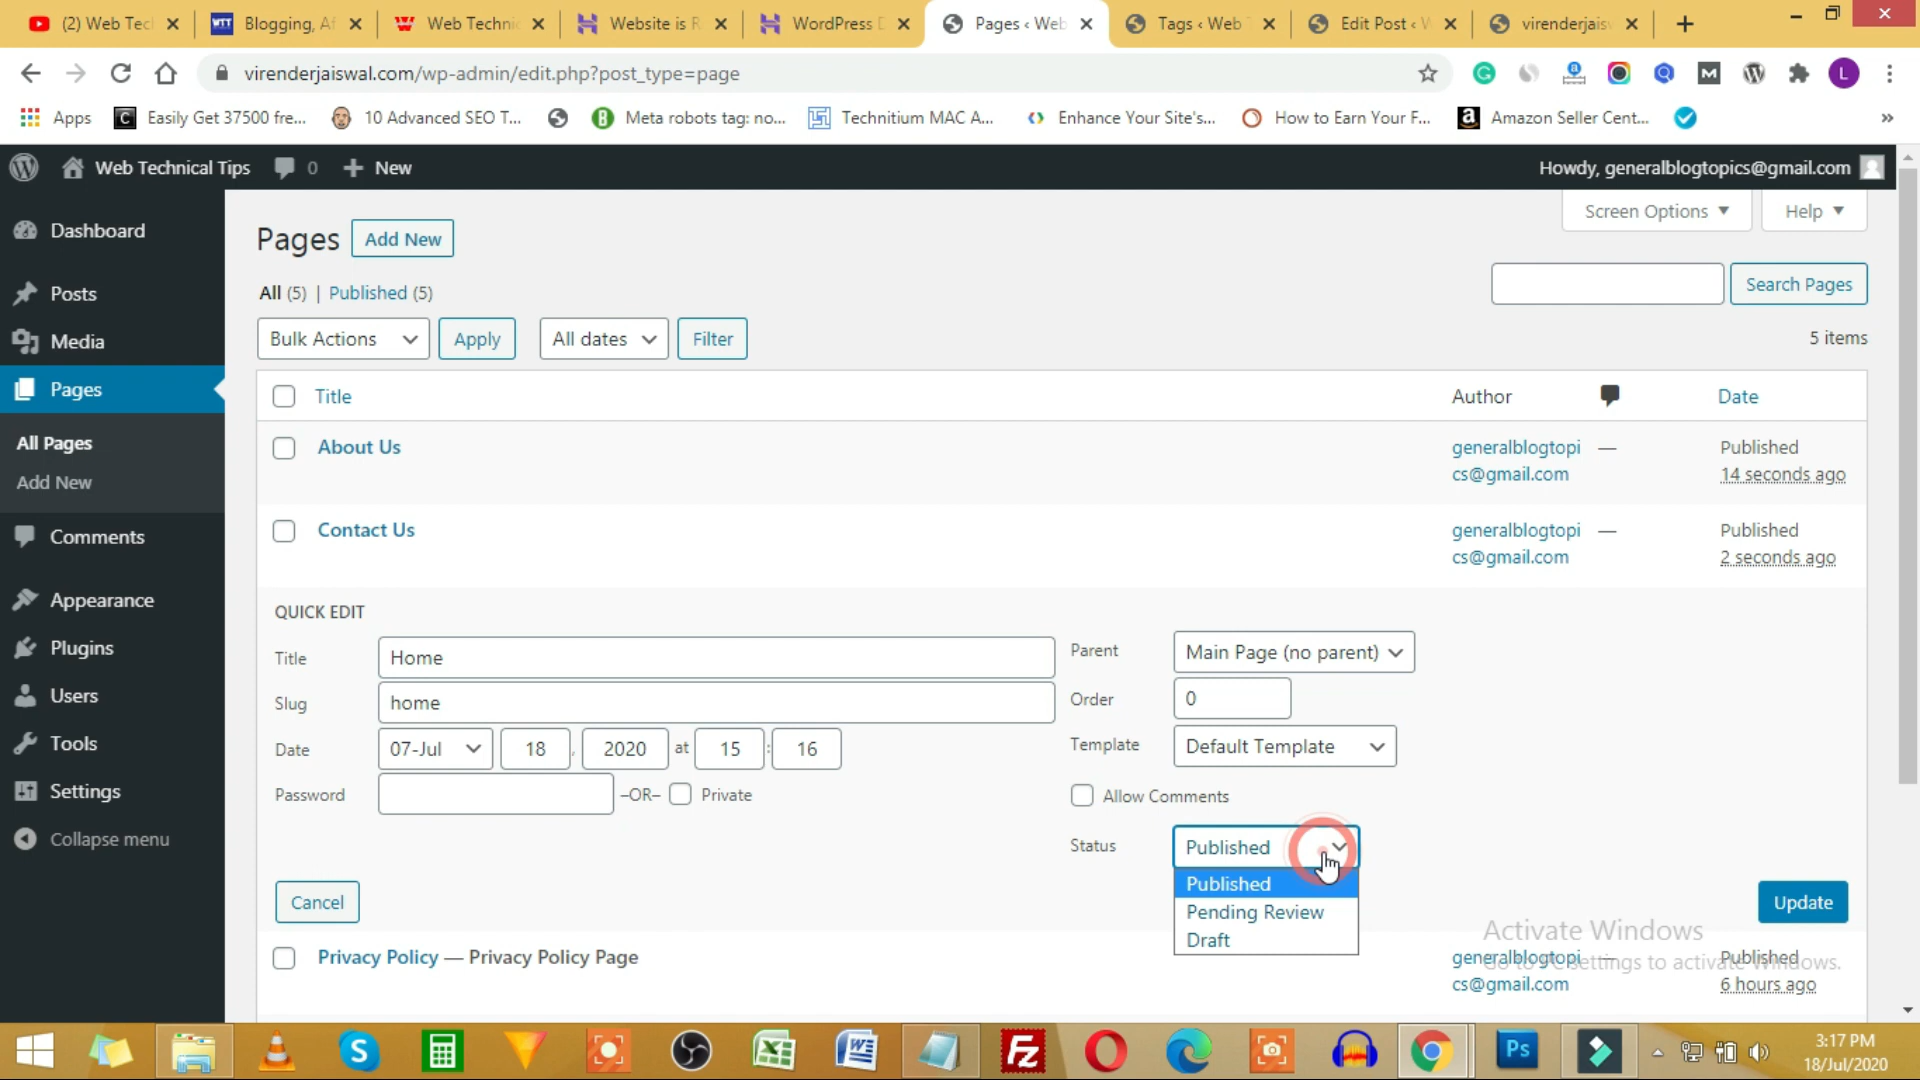 (2) Web Tec
Blogging, Af
Web Technic
Website is R
WordPress D
Pages ‹ Web
Tags ‹ Web T
Edit Post ‹ W
virenderjaisw
virenderjaiswal.com/wp-admin/edit.php?post_type=page
Apps
Easily Get 37500 fre...
10 Advanced SEO T...
Meta robots tag: no...
Technitium MAC A...
Enhance Your Site's...
How to Earn Your F...
Amazon Seller Cent...
»
Web Technical Tips
0
New
Howdy, generalblogtopics@gmail.com
Dashboard
Posts
Media
Pages
All Pages
Add New
Comments
Appearance
Plugins
Users
Tools
Settings
Collapse menu
Screen Options
Help
Pages
Add New
All (5) | Published (5)
Search Pages
Bulk Actions
Apply
All dates
Filter
5 items
Title
Author
Date
About Us
generalblogtopi
cs@gmail.com
—
Published
14 seconds ago
Contact Us
generalblogtopi
cs@gmail.com
—
Published
2 seconds ago
QUICK EDIT
Title
Home
Slug
home
Date
07-Jul
18
,
2020
at
15
:
16
Password
–OR–
Private
Parent
Main Page (no parent)
Order
0
Template
Default Template
Allow Comments
Status
Published
Published
Pending Review
Draft
Cancel
Update
Activate Windows
Go to PC settings to activate Windows.
Privacy Policy — Privacy Policy Page
generalblogtopi
cs@gmail.com
—
Published
6 hours ago
3:17 PM
18/Jul/2020